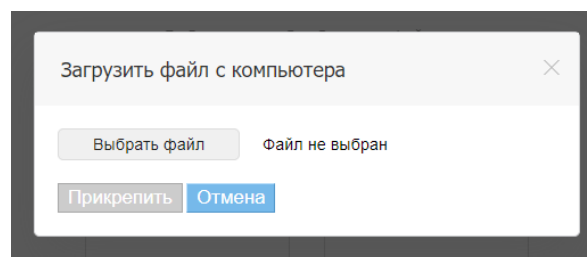 Загрузить файл с компьютера
Выбрать файл Файл не выбран
Прикрепить Отмена